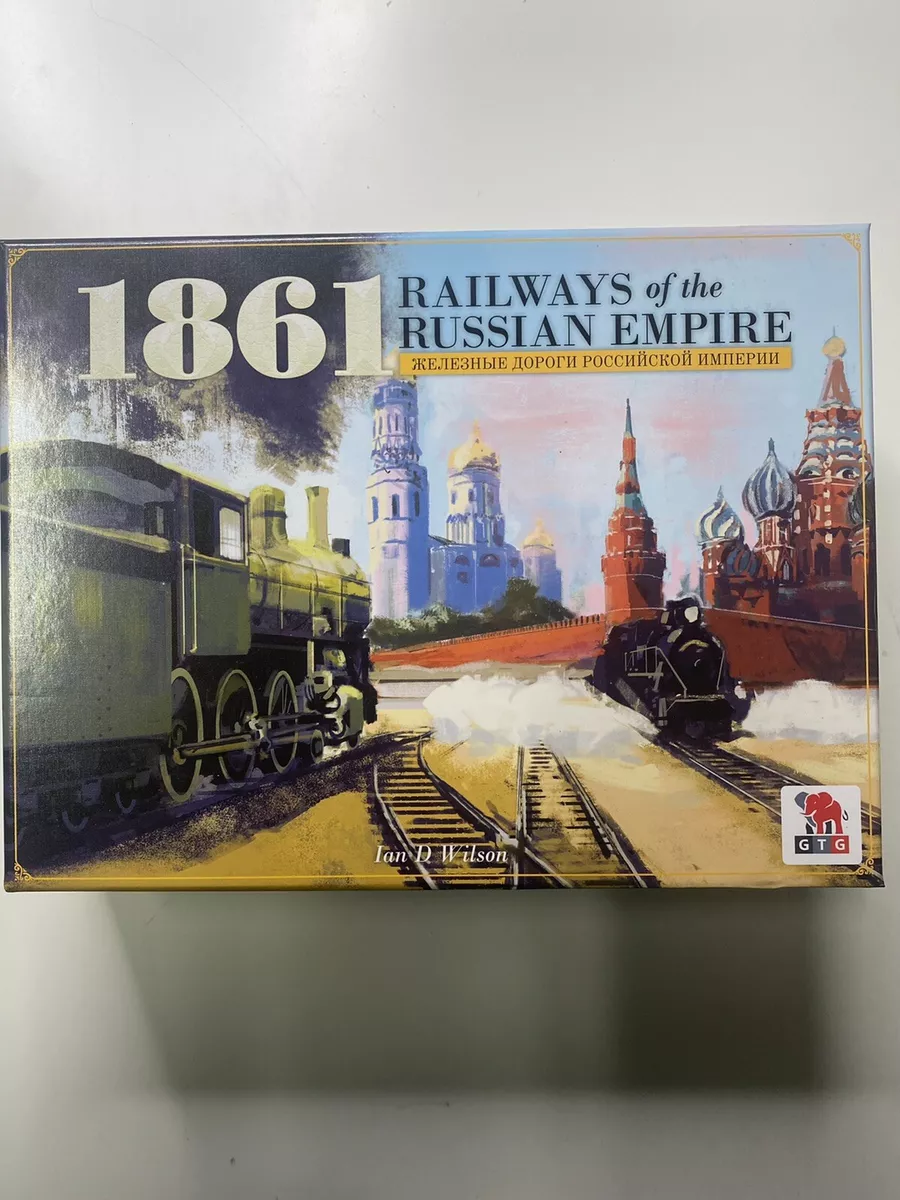 1861
RAILWAYS of the
RUSSIAN EMPIRE
ЖЕЛЕЗНЫЕ ДОРОГИ РОССИЙСКОЙ ИМПЕРИИ
Ian D Wilson
GTG